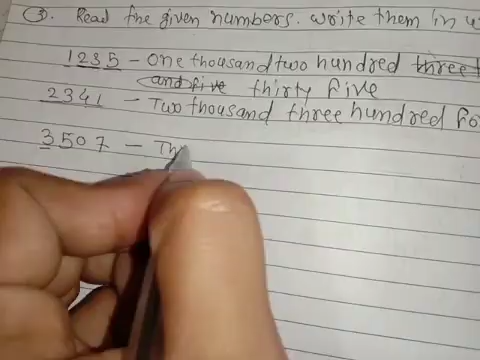 ③. Read the given numbers. write them in w
1235 - One thousand two hundred three
and five thirty five
2341 - Two thousand three hundred fo
3507 - Th